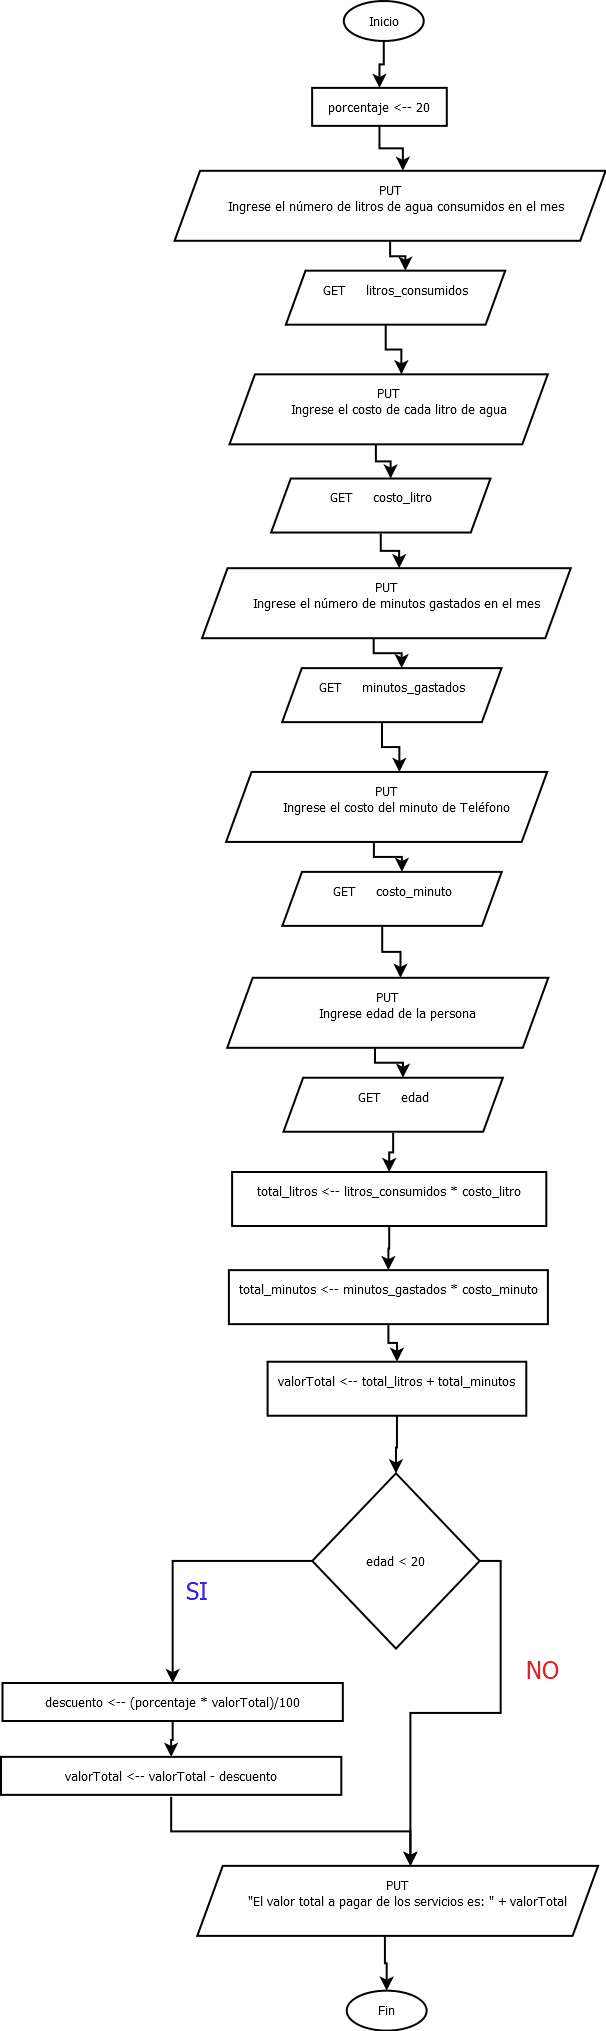 Inicio
porcentaje <-- 20
PUT
Ingrese el número de litros de agua consumidos en el mes
GET litros_consumidos
PUT
Ingrese el costo de cada litro de agua
GET costo_litro
PUT
Ingrese el número de minutos gastados en el mes
GET minutos_gastados
PUT
Ingrese el costo del minuto de Teléfono
GET costo_minuto
PUT
Ingrese edad de la persona
GET edad
total_litros <-- litros_consumidos * costo_litro
total_minutos <-- minutos_gastados * costo_minuto
valorTotal <-- total_litros + total_minutos
edad < 20
SI
NO
descuento <-- (porcentaje * valorTotal)/100
valorTotal <-- valorTotal - descuento
PUT
"El valor total a pagar de los servicios es: " + valorTotal
Fin